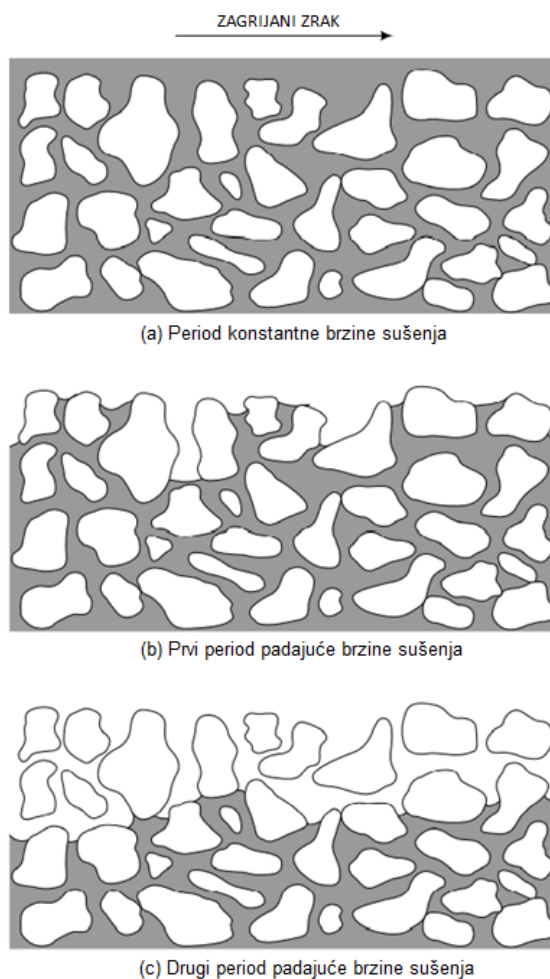 ZAGRIJANI ZRAK
(a) Period konstantne brzine sušenja
(b) Prvi period padajuće brzine sušenja
(c) Drugi period padajuće brzine sušenja